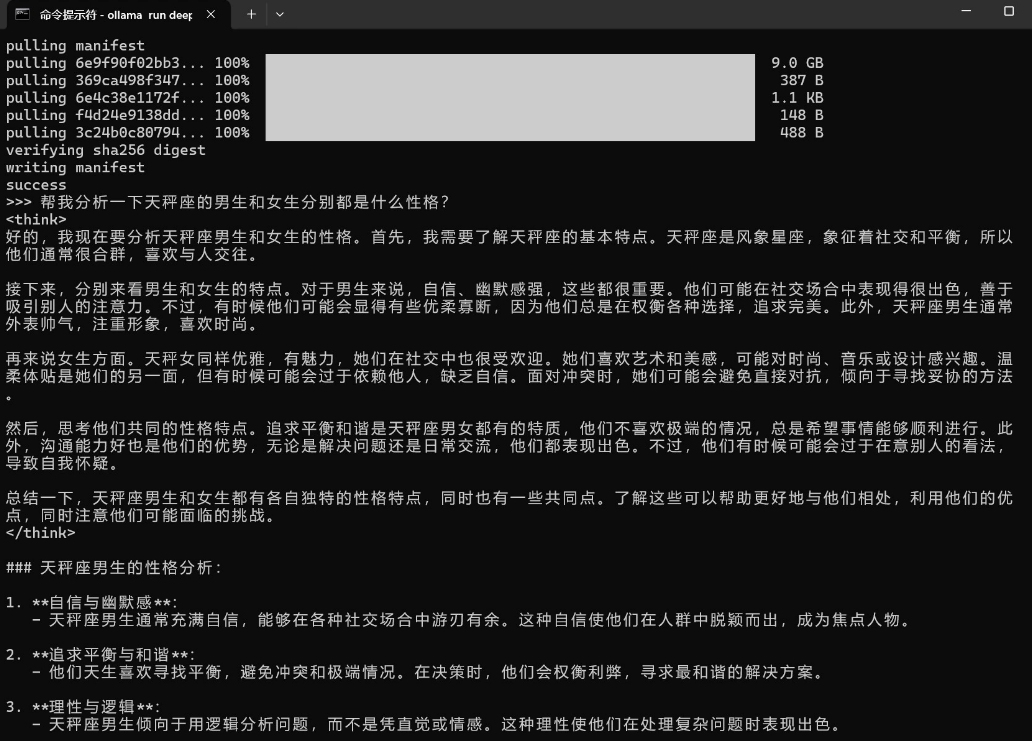 命令提示符 - ollama run deep
pulling manifest
pulling 6e9f90f02bb3... 100% 9.0 GB
pulling 369ca498f347... 100% 387 B
pulling 6e4c38e1172f... 100% 1.1 KB
pulling f4d24e9138dd... 100% 148 B
pulling 3c24b0c80794... 100% 488 B
verifying sha256 digest
writing manifest
success
>>> 帮我分析一下天秤座的男生和女生分别都是什么性格？
<think>
好的，我现在要分析天秤座男生和女生的性格。首先，我需要了解天秤座的基本特点。天秤座是风象星座，象征着社交和平衡，所以
他们通常很合群，喜欢与人交往。
接下来，分别来看男生和女生的特点。对于男生来说，自信、幽默感强，这些都很重要。他们可能在社交场合中表现得很出色，善于
吸引别人的注意力。不过，有时候他们可能会显得有些优柔寡断，因为他们总是在权衡各种选择，追求完美。此外，天秤座男生通常
外表帅气，注重形象，喜欢时尚。
再来说女生方面。天秤女同样优雅，有魅力，她们在社交中也很受欢迎。她们喜欢艺术和美感，可能对时尚、音乐或设计感兴趣。温
柔体贴是她们的另一面，但有时候可能会过于依赖他人，缺乏自信。面对冲突时，她们可能会避免直接对抗，倾向于寻找妥协的方法
。
然后，思考他们共同的性格特点。追求平衡和谐是天秤座男女都有的特质，他们不喜欢极端的情况，总是希望事情能够顺利进行。此
外，沟通能力好也是他们的优势，无论是解决问题还是日常交流，他们都表现出色。不过，他们有时候可能会过于在意别人的看法，
导致自我怀疑。
总结一下，天秤座男生和女生都有各自独特的性格特点，同时也有一些共同点。了解这些可以帮助更好地与他们相处，利用他们的优
点，同时注意他们可能面临的挑战。
</think>
### 天秤座男生的性格分析：
1. **自信与幽默感**：
- 天秤座男生通常充满自信，能够在各种社交场合中游刃有余。这种自信使他们在人群中脱颖而出，成为焦点人物。
2. **追求平衡与和谐**：
- 他们天生喜欢寻找平衡，避免冲突和极端情况。在决策时，他们会权衡利弊，寻求最和谐的解决方案。
3. **理性与逻辑**：
- 天秤座男生倾向于用逻辑分析问题，而不是凭直觉或情感。这种理性使他们在处理复杂问题时表现出色。